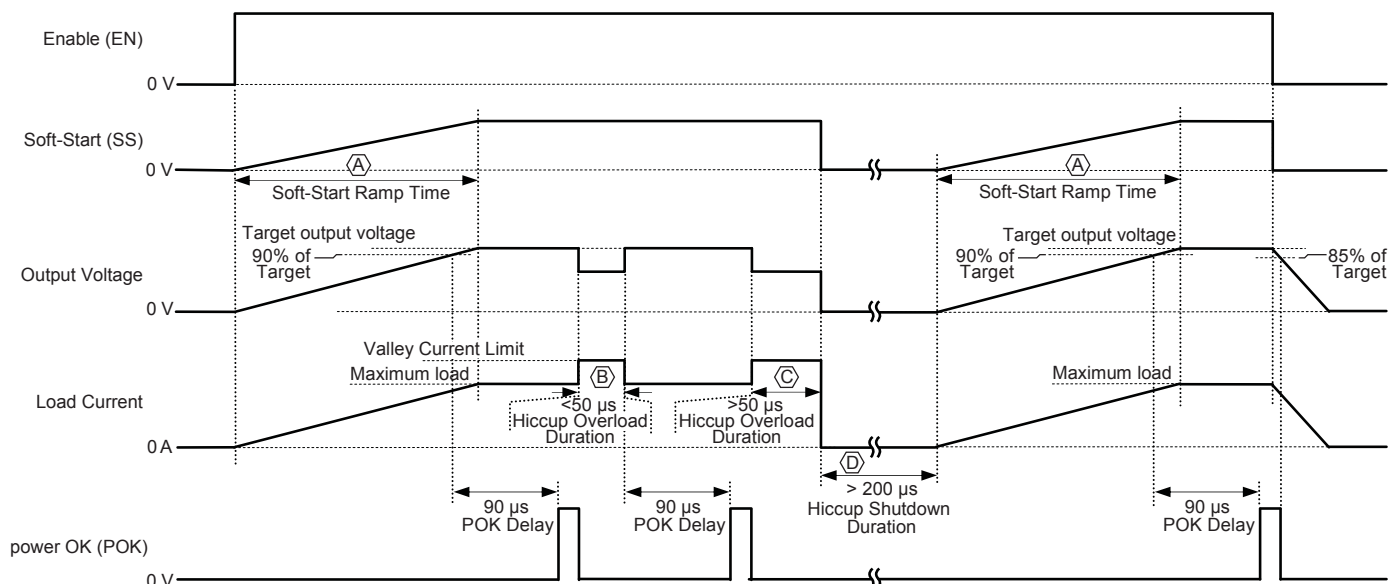 Enable (EN)
0 V
Soft-Start (SS)
0 V
A
Soft-Start Ramp Time
A
Soft-Start Ramp Time
Target output voltage
90% of
Target
Output Voltage
0 V
Target output voltage
90% of
Target
85% of
Target
Valley Current Limit
Maximum load
Load Current
0 A
B
<50 µs
Hiccup Overload
Duration
C
>50 µs
Hiccup Overload
Duration
Maximum load
D
> 200 µs
Hiccup Shutdown
Duration
90 µs
POK Delay
90 µs
POK Delay
90 µs
POK Delay
power OK (POK)
0 V